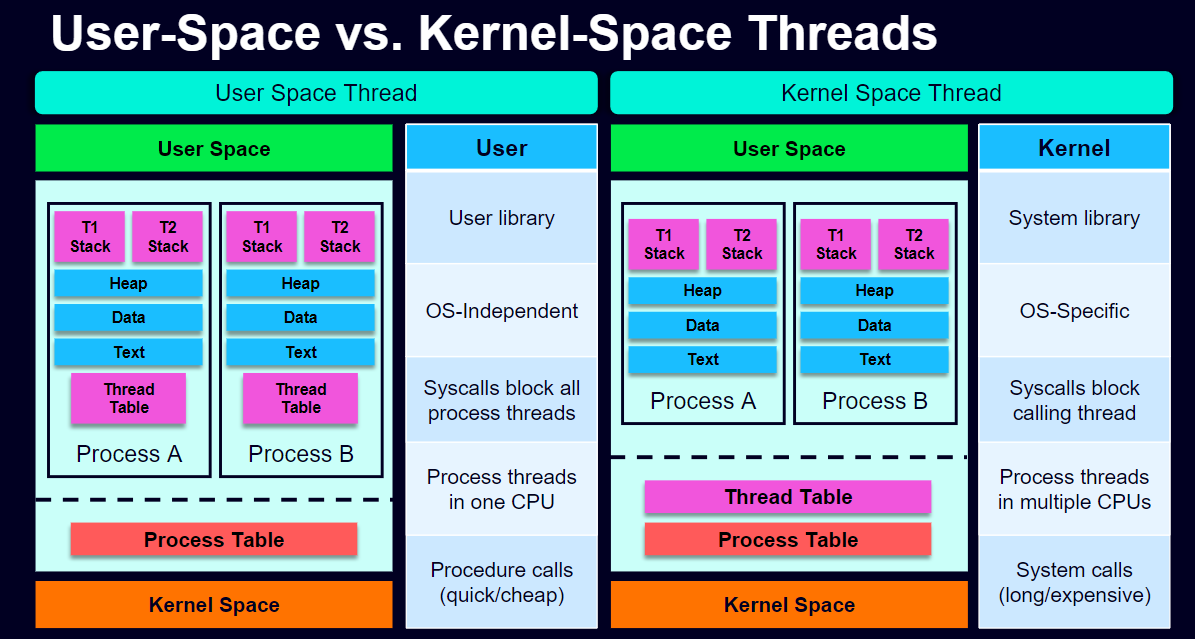 User-Space vs. Kernel-Space Threads
User Space Thread
User Space
T1
Stack
T2
Stack
Heap
Data
Text
Thread
Table
Process A
T1
Stack
T2
Stack
Heap
Data
Text
Thread
Table
Process B
Process Table
Kernel Space
User
User library
OS-Independent
Syscalls block all
process threads
Process threads
in one CPU
Procedure calls
(quick/cheap)
Kernel Space Thread
User Space
T1
Stack
T2
Stack
Heap
Data
Text
Process A
T1
Stack
T2
Stack
Heap
Data
Text
Process B
Thread Table
Process Table
Kernel Space
Kernel
System library
OS-Specific
Syscalls block
calling thread
Process threads
in multiple CPUs
System calls
(long/expensive)